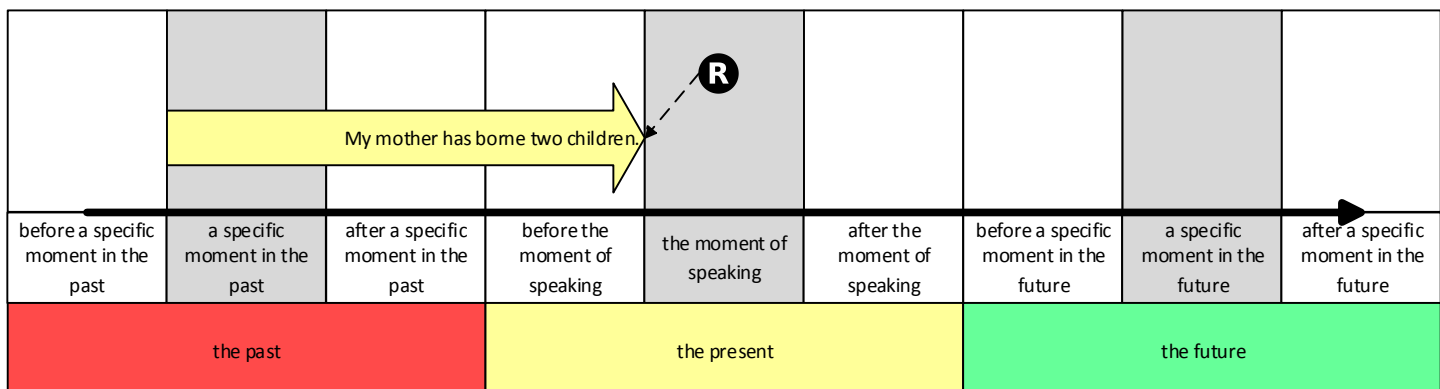 R
My mother has borne two children.
before a specific
moment in the
past
a specific
moment in the
past
after a specific
moment in the
past
before the
moment of
speaking
the moment of
speaking
after the
moment of
speaking
before a specific
moment in the
future
a specific
moment in the
future
after a specific
moment in the
future
the past
the present
the future